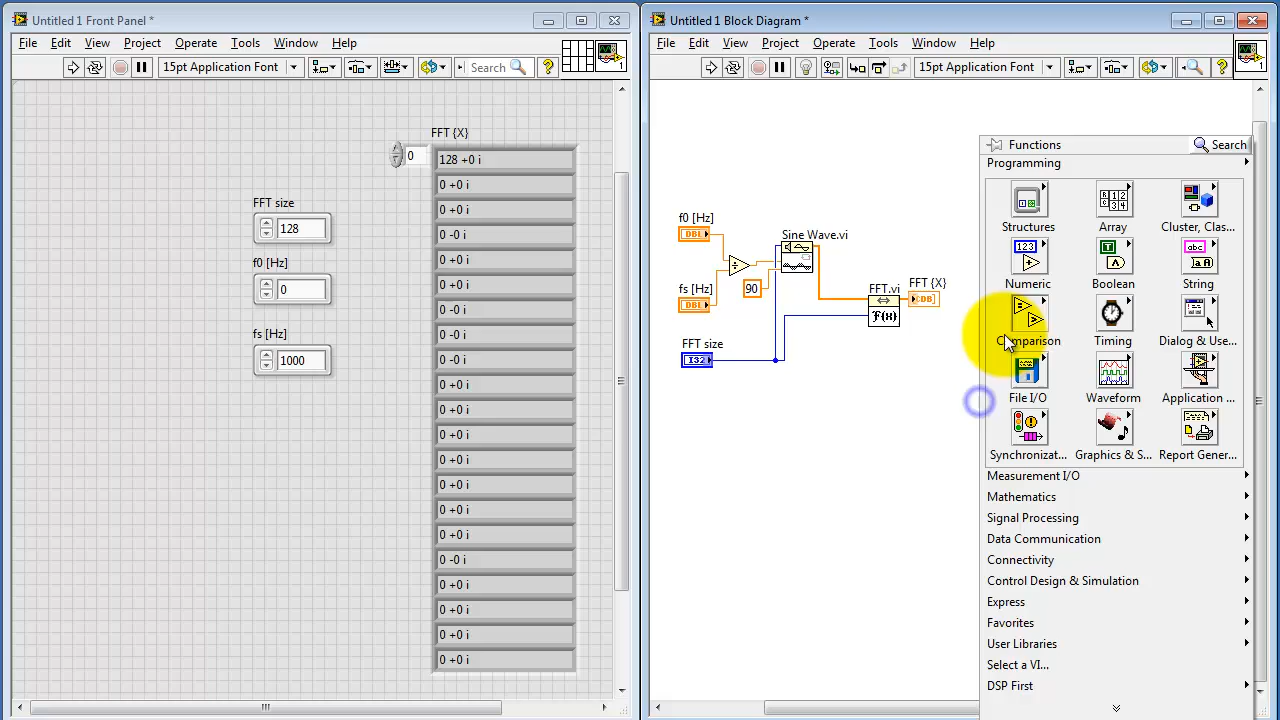 Untitled 1 Front Panel *
File Edit View Project Operate Tools Window Help
15pt Application Font
Search
?
1
FFT {X}
0
128 +0 i
0 +0 i
0 +0 i
0 -0 i
0 +0 i
0 +0 i
0 -0 i
0 +0 i
0 -0 i
0 +0 i
0 +0 i
0 +0 i
0 +0 i
0 +0 i
0 +0 i
0 +0 i
0 -0 i
0 +0 i
0 +0 i
0 +0 i
0 +0 i
FFT size
128
f0 [Hz]
0
fs [Hz]
1000
Untitled 1 Block Diagram *
File Edit View Project Operate Tools Window Help
15pt Application Font
?
1
f0 [Hz]
DBL
Sine Wave.vi
fs [Hz]
DBL
90
FFT.vi
FFT {X}
CDB]
F(x)
FFT size
I32
Functions
Search
Programming
Structures
Array
Cluster, Clas...
Numeric
Boolean
String
Comparison
Timing
Dialog & Use...
File I/O
Waveform
Application ...
Synchronizat...
Graphics & S...
Report Gener...
Measurement I/O
Mathematics
Signal Processing
Data Communication
Connectivity
Control Design & Simulation
Express
Favorites
User Libraries
Select a VI...
DSP First